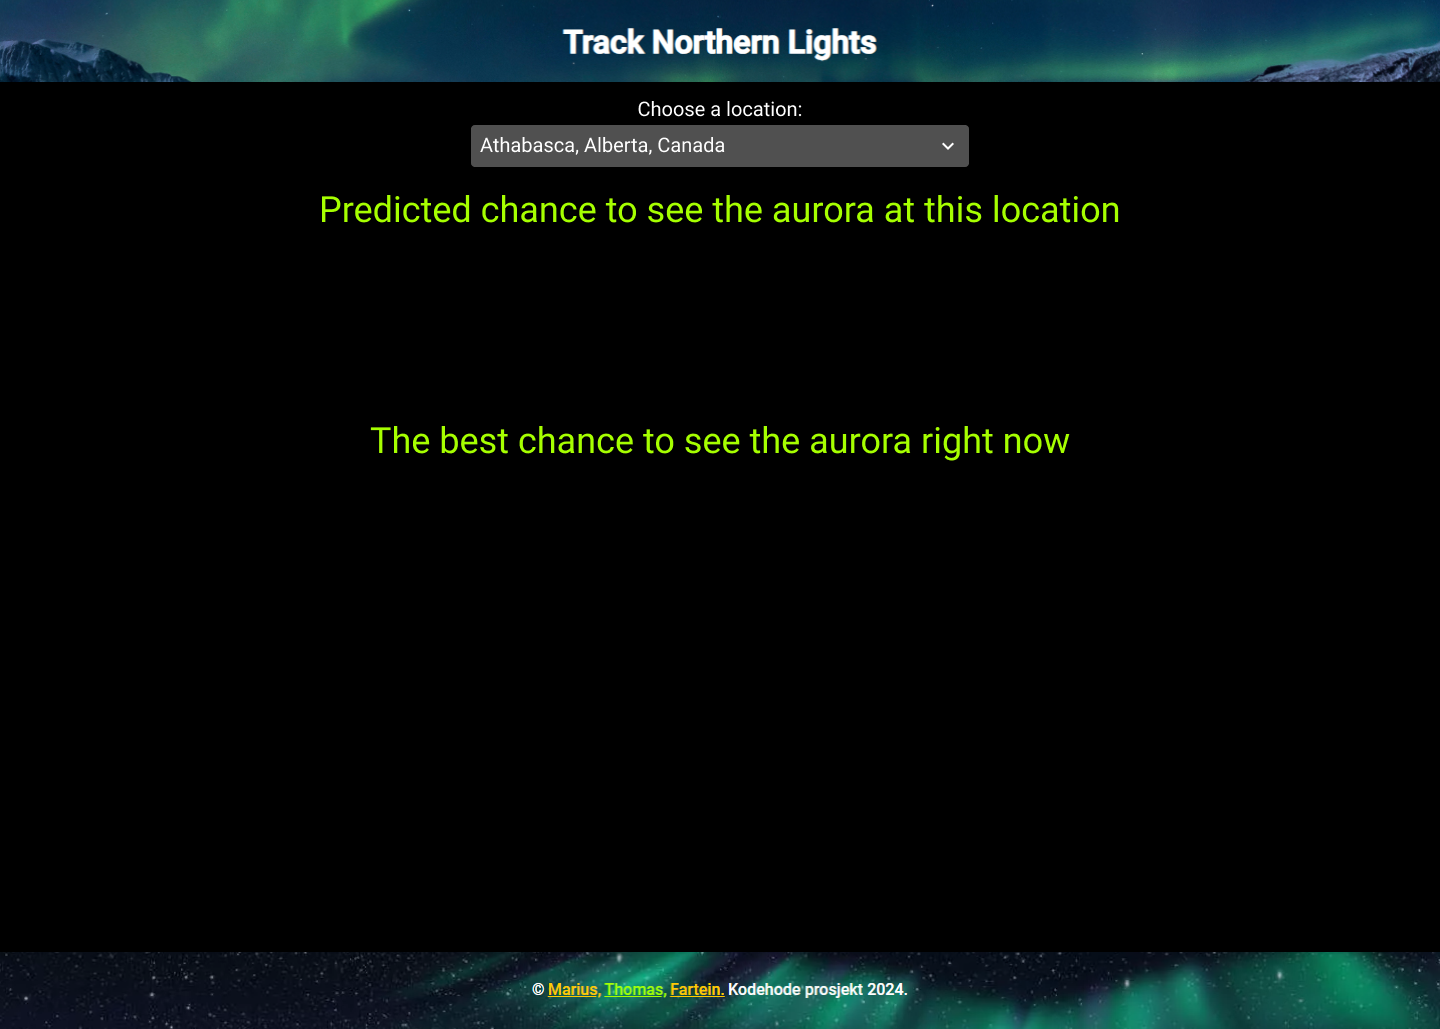 Track Northern Lights
Choose a location:
Athabasca, Alberta, Canada
Predicted chance to see the aurora at this location
The best chance to see the aurora right now
© Marius, Thomas, Fartein. Kodehode prosjekt 2024.